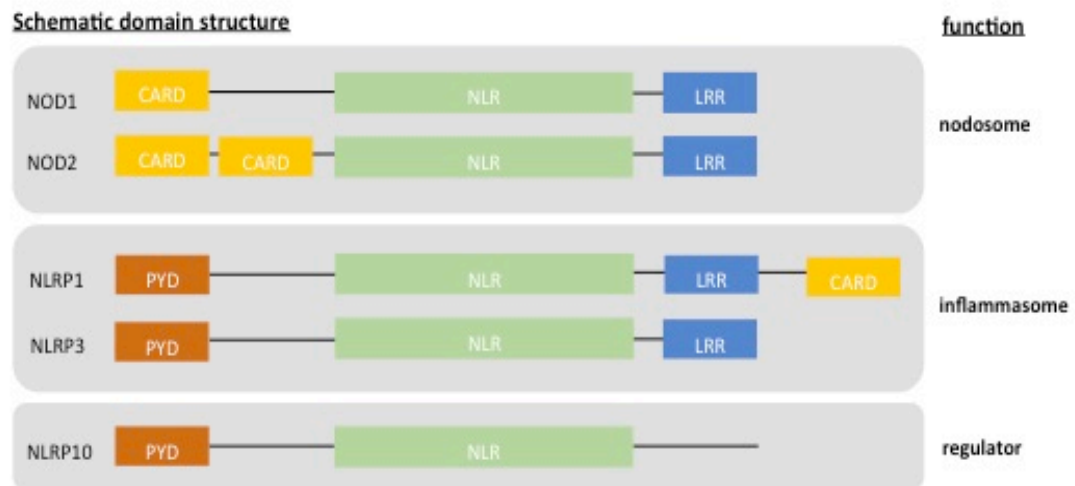 Schematic domain structure
function
NOD1 CARD NLR LRR
nodosome
NOD2 CARD CARD NLR LRR
NLRP1 PYD NLR LRR CARD
inflammasome
NLRP3 PYD NLR LRR
NLRP10 PYD NLR
regulator